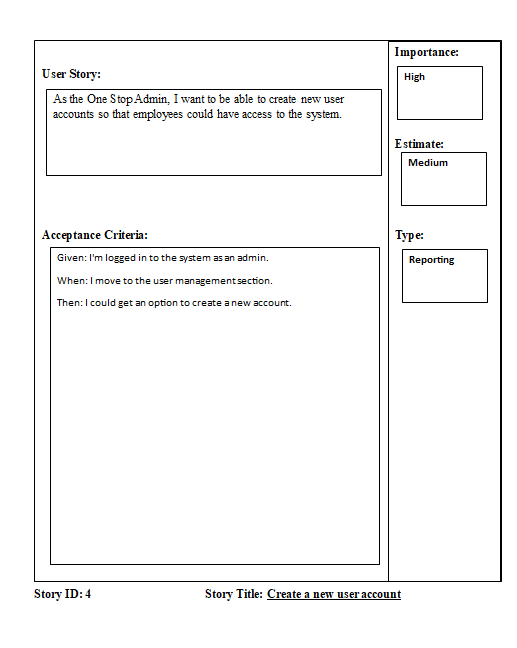 Importance:
High
User Story:
As the One Stop Admin, I want to be able to create new user
accounts so that employees could have access to the system.
Estimate:
Medium
Acceptance Criteria:
Given: I'm logged in to the system as an admin.
When: I move to the user management section.
Then: I could get an option to create a new account.
Type:
Reporting
Story ID: 4 Story Title: Create a new user account